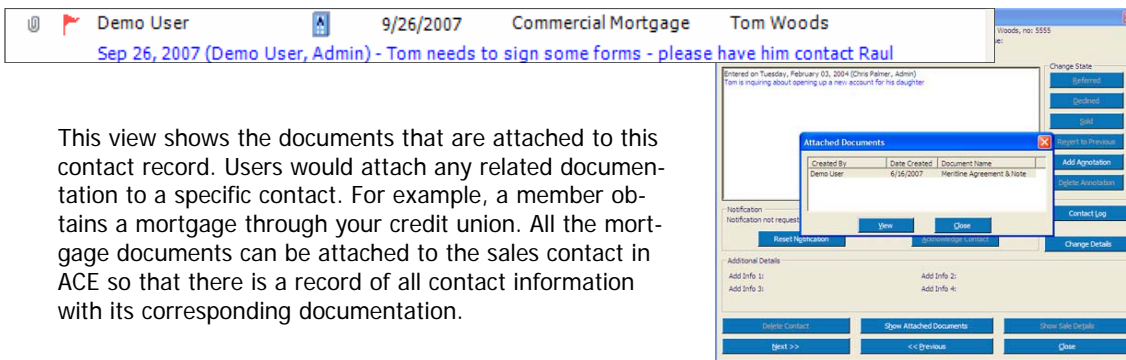 Demo User 9/26/2007 Commercial Mortgage Tom Woods
Sep 26, 2007 (Demo User, Admin) - Tom needs to sign some forms - please have him contact Raul
This view shows the documents that are attached to this
contact record. Users would attach any related documen-
tation to a specific contact. For example, a member ob-
tains a mortgage through your credit union. All the mort-
gage documents can be attached to the sales contact in
ACE so that there is a record of all contact information
with its corresponding documentation.
Woods, no: 5555
Change State
Entered on Tuesday, February 03, 2004 (Chris Palmer, Admin)
Tom is inquiring about opening up a new account for his daughter
Referred
Declined
Sold
Revert to Previous
Add Annotation
Delete Annotation
Contact Log
Change Details
Attached Documents
Created By Date Created Document Name
Demo User 6/16/2007 Meritline Agreement & Note
View Close
Notification
Notification not request
Reset Notification Acknowledge Contact
Additional Details
Add Info 1: Add Info 2:
Add Info 3: Add Info 4:
Delete Contact Show Attached Documents Show Sale Details
Next >> << Previous Close